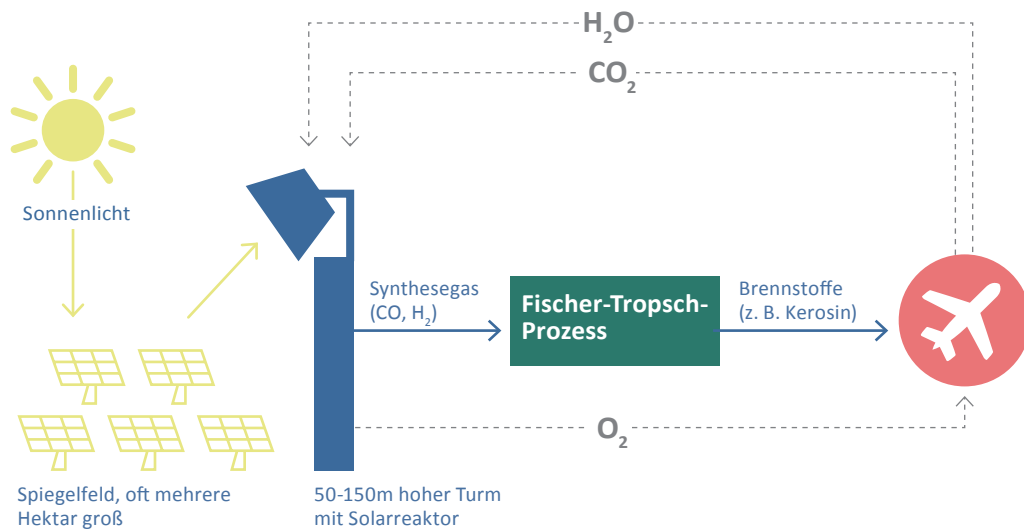 H₂O
CO₂
Sonnenlicht
Synthesegas
(CO, H₂)
Fischer-Tropsch-
Prozess
Brennstoffe
(z. B. Kerosin)
O₂
Spiegelfeld, oft mehrere
Hektar groß
50-150m hoher Turm
mit Solarreaktor